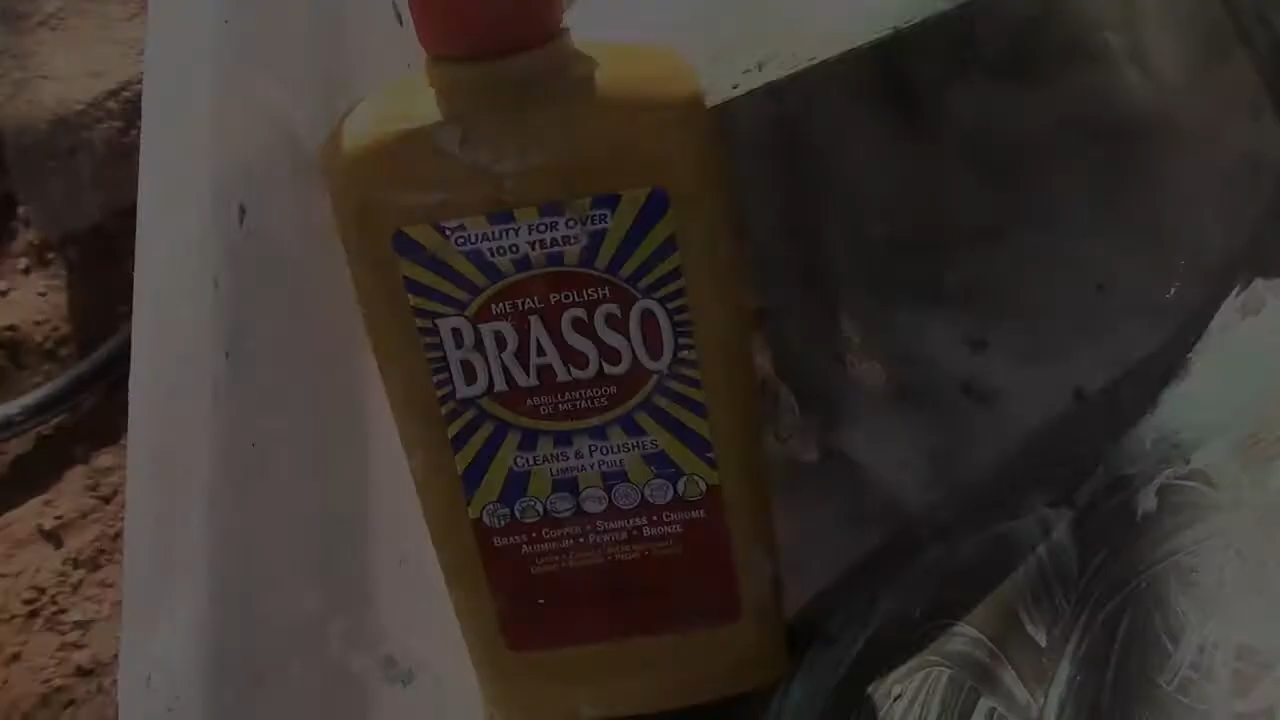 QUALITY FOR OVER
100 YEARS
METAL POLISH
BRASSO
ABRILLANTADOR
DE METALES
CLEANS & POLISHES
LIMPIA Y PULE
BRASS • COPPER • STAINLESS • CHROME
ALUMINUM • PEWTER • BRONZE